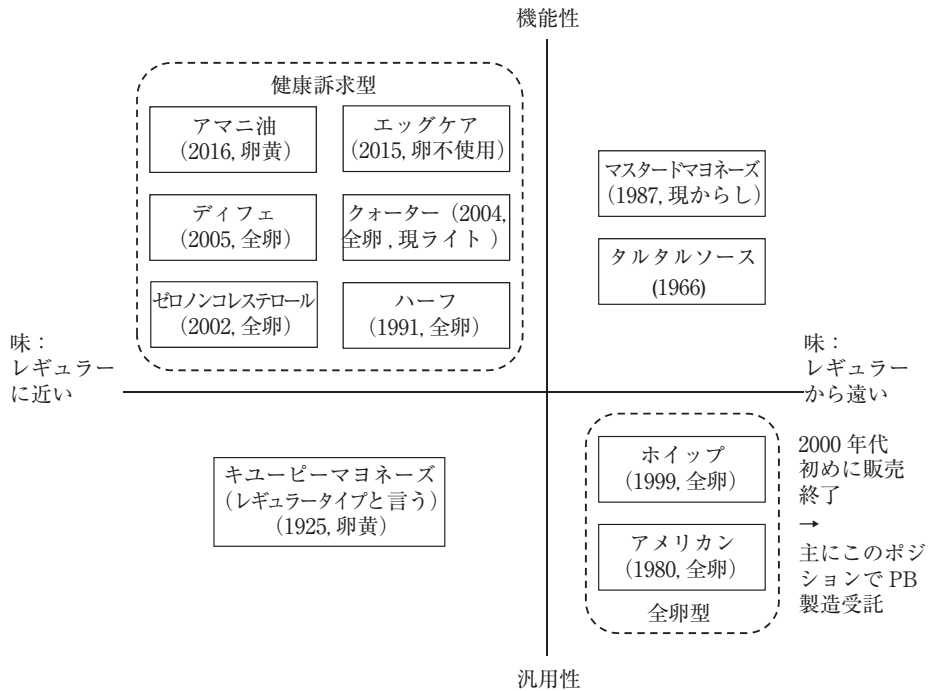 機能性
健康訴求型
アマニ油
(2016, 卵黄)
エッグケア
(2015, 卵不使用)
ディフェ
(2005, 全卵)
クォーター (2004,
全卵 , 現ライト )
ゼロノンコレステロール
(2002, 全卵)
ハーフ
(1991, 全卵)
マスタードマヨネーズ
(1987, 現からし)
タルタルソース
(1966)
味：
レギュラー
に近い
味：
レギュラー
から遠い
キユーピーマヨネーズ
(レギュラータイプと言う)
(1925, 卵黄)
ホイップ
(1999, 全卵)
アメリカン
(1980, 全卵)
全卵型
2000 年代
初めに販売
終了
→
主にこのポジ
ションで PB
製造受託
汎用性